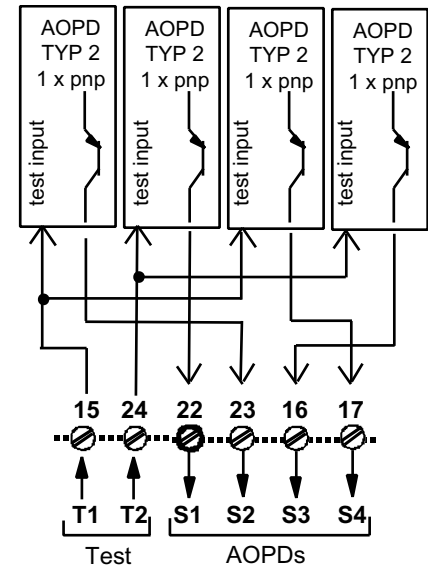 AOPD AOPD AOPD AOPD
TYP 2 TYP 2 TYP 2 TYP 2
1 x pnp 1 x pnp 1 x pnp 1 x pnp
test input test input test input test input
15 24 22 23 16 17
T1 T2 S1 S2 S3 S4
Test AOPDs